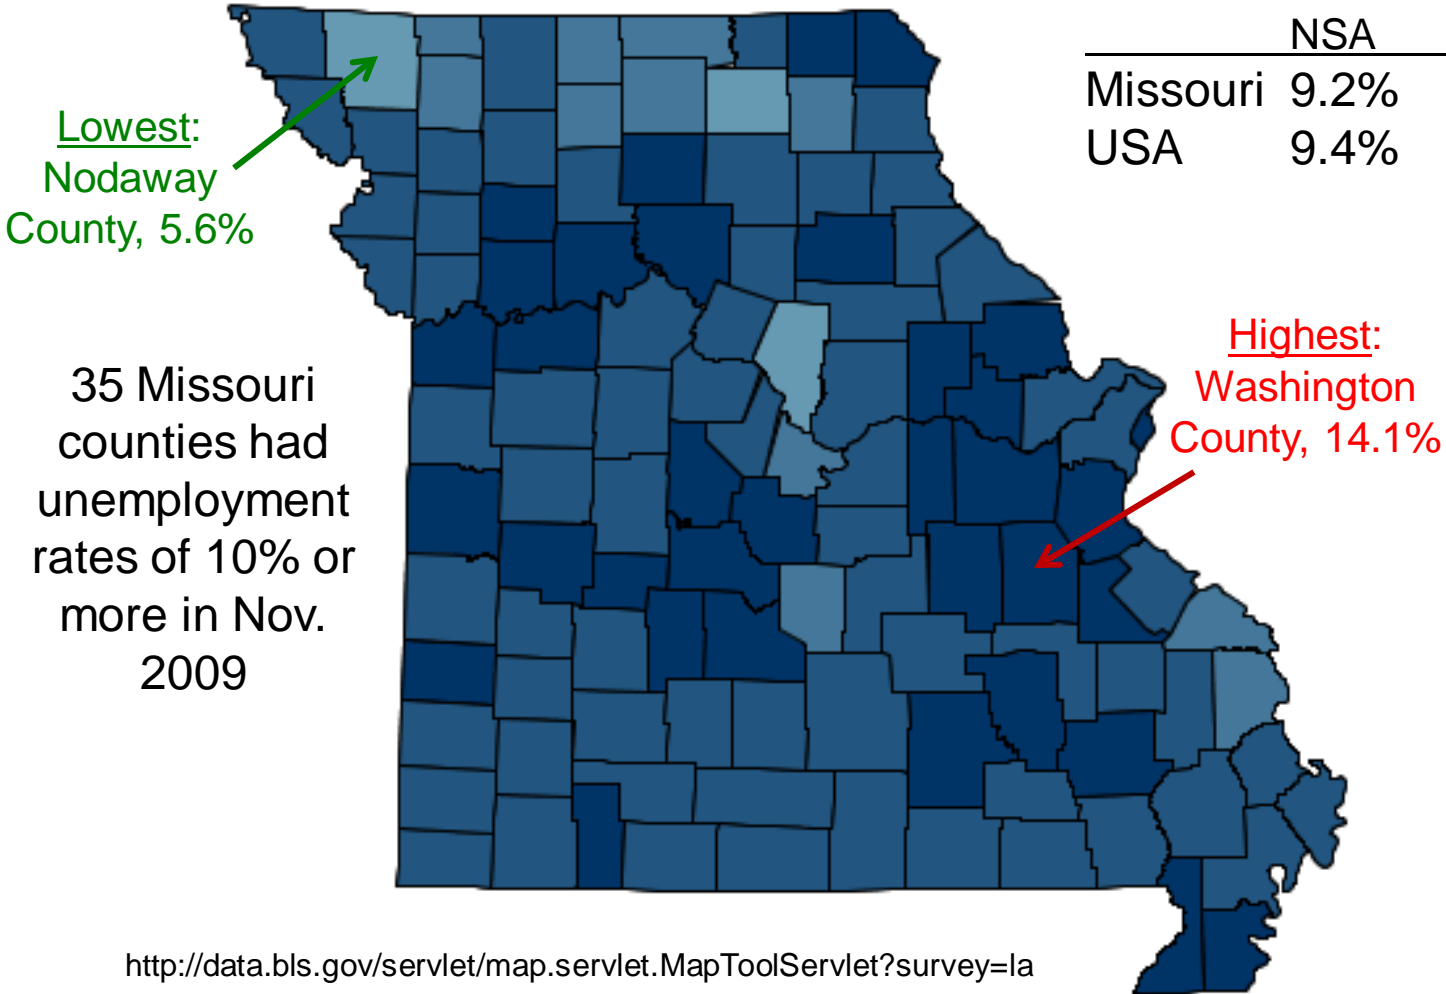 NSA
Missouri 9.2%
USA 9.4%
Lowest:
Nodaway
County, 5.6%
Highest:
Washington
County, 14.1%
35 Missouri
counties had
unemployment
rates of 10% or
more in Nov.
2009
http://data.bls.gov/servlet/map.servlet.MapToolServlet?survey=la